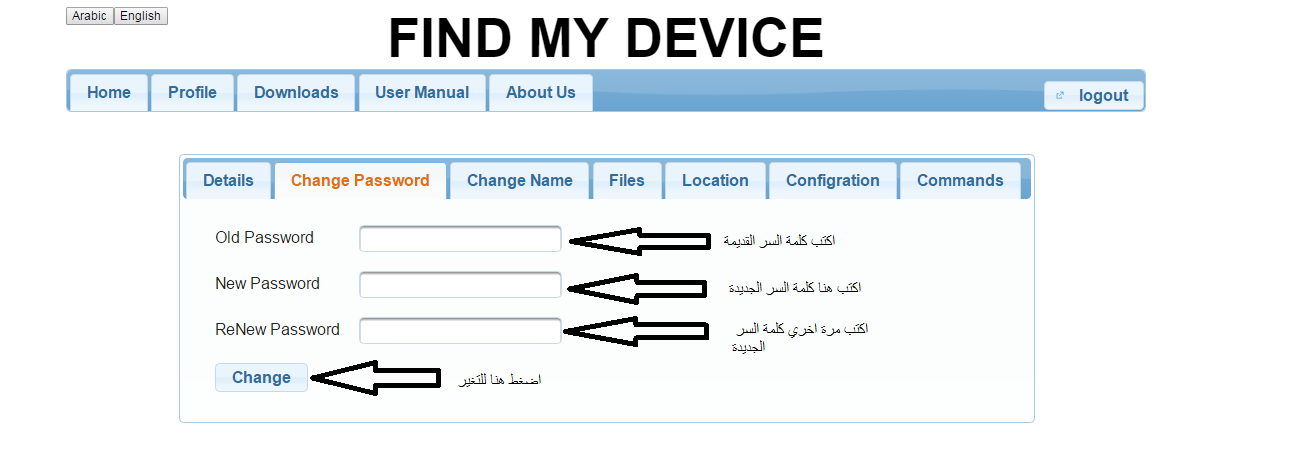 Arabic English
FIND MY DEVICE
Home Profile Downloads User Manual About Us logout
Details Change Password Change Name Files Location Configration Commands
Old Password اكتب كلمة السر القديمة
New Password اكتب هنا كلمة السر الجديدة
ReNew Password اكتب مرة اخري كلمة السر
الجديدة
Change اضغط هنا للتغير